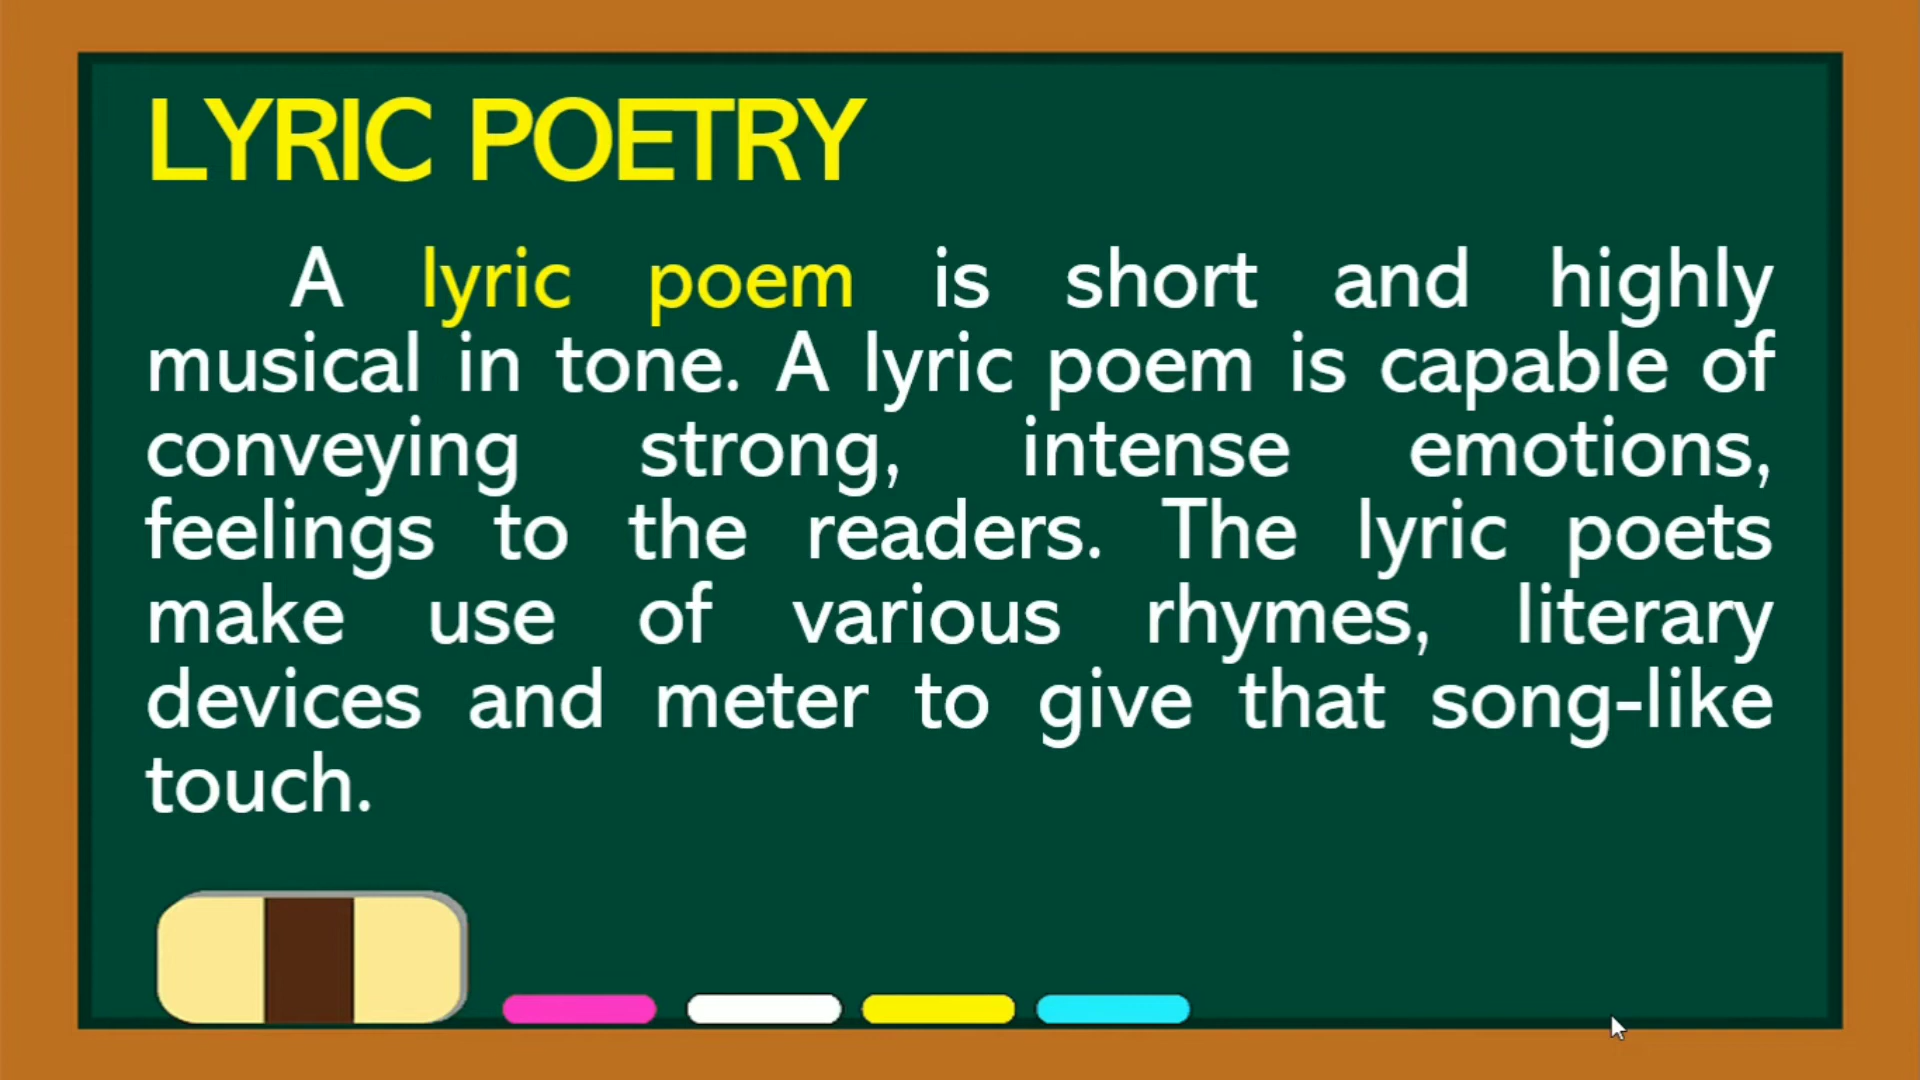 LYRIC POETRY
A lyric poem is short and highly
musical in tone. A lyric poem is capable of
conveying strong, intense emotions,
feelings to the readers. The lyric poets
make use of various rhymes, literary
devices and meter to give that song-like
touch.